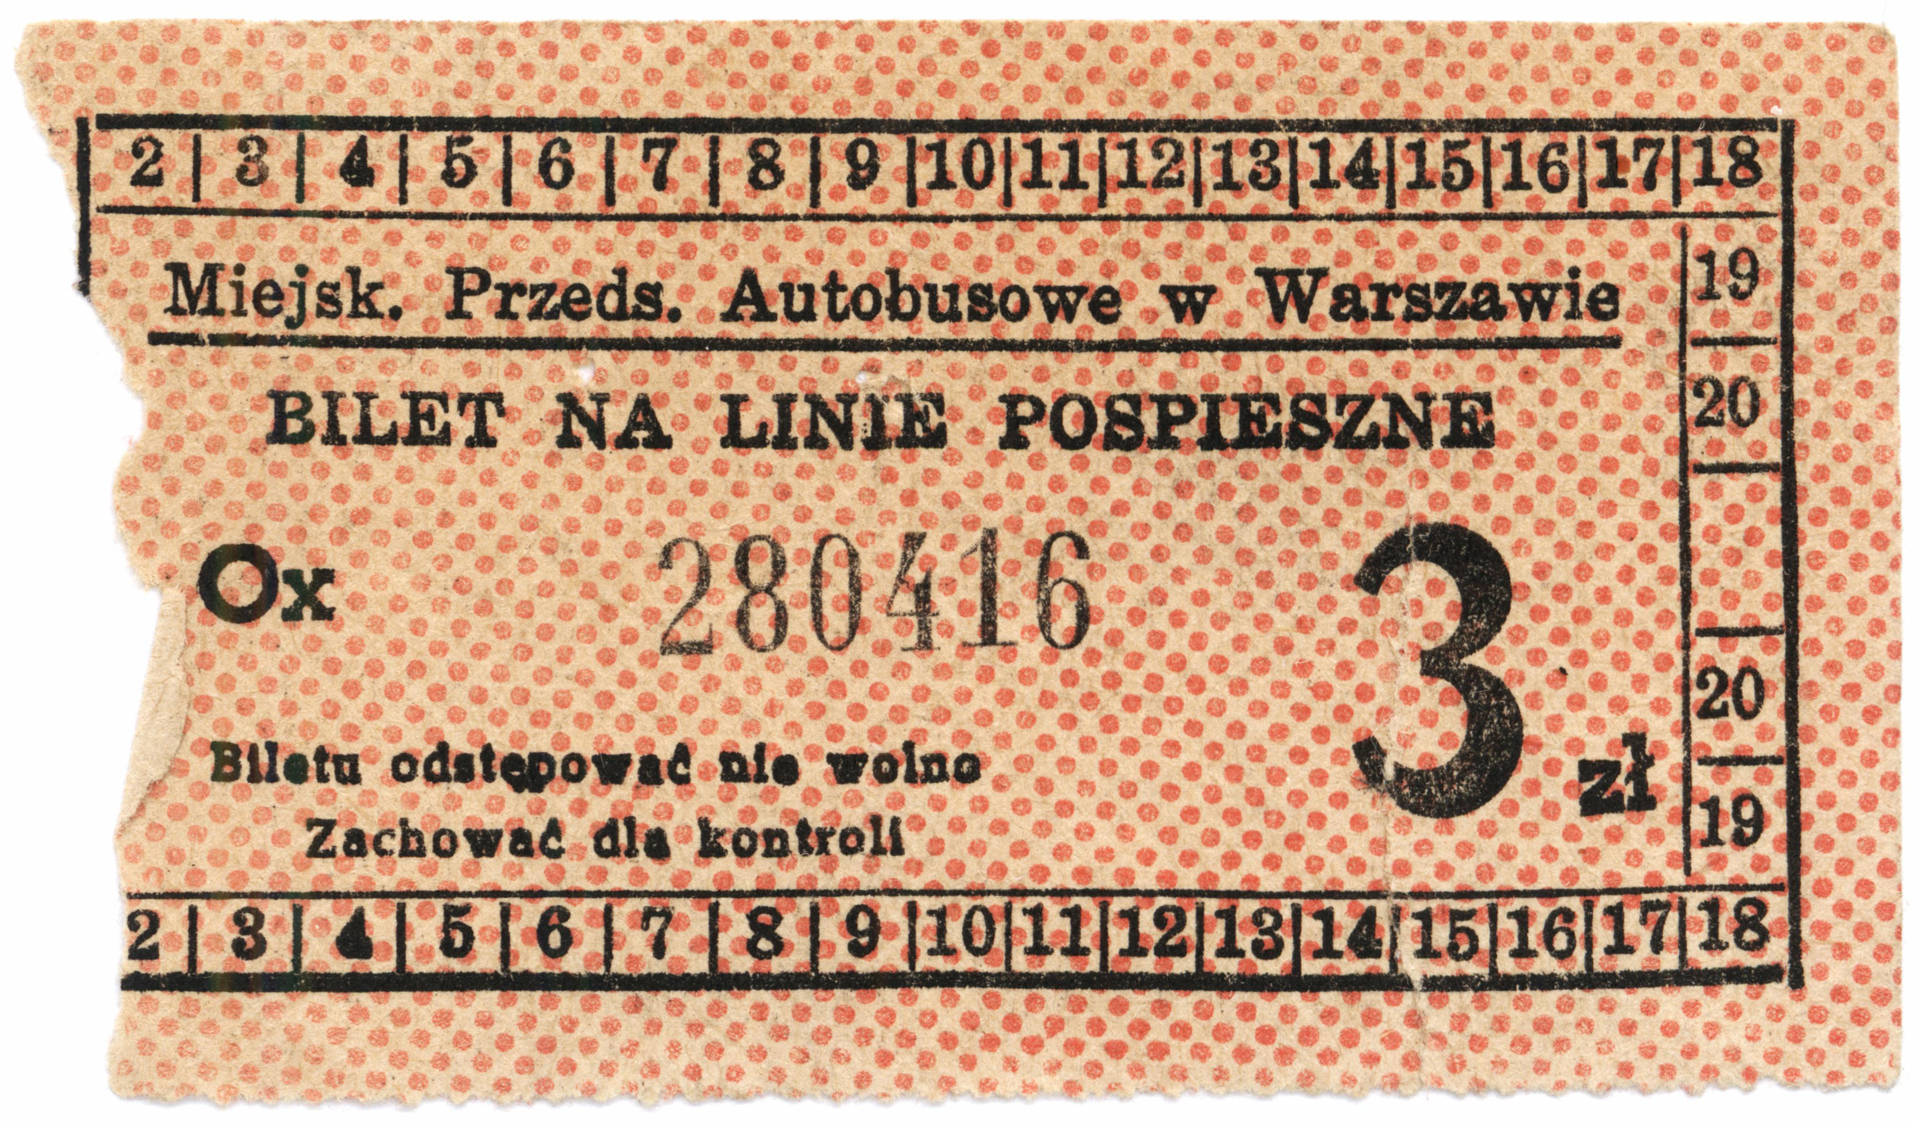 2 | 3 | 4 | 5 | 6 | 7 | 8 | 9 | 10 | 11 | 12 | 13 | 14 | 15 | 16 | 17 | 18
Miejsk. Przeds. Autobusowe w Warszawie
19
BILET NA LINIE POSPIESZNE
20
Ox 280416 3 zł
20
Biletu odstępować nie wolno
19
Zachować dla kontroli
2 | 3 | 4 | 5 | 6 | 7 | 8 | 9 | 10 | 11 | 12 | 13 | 14 | 15 | 16 | 17 | 18